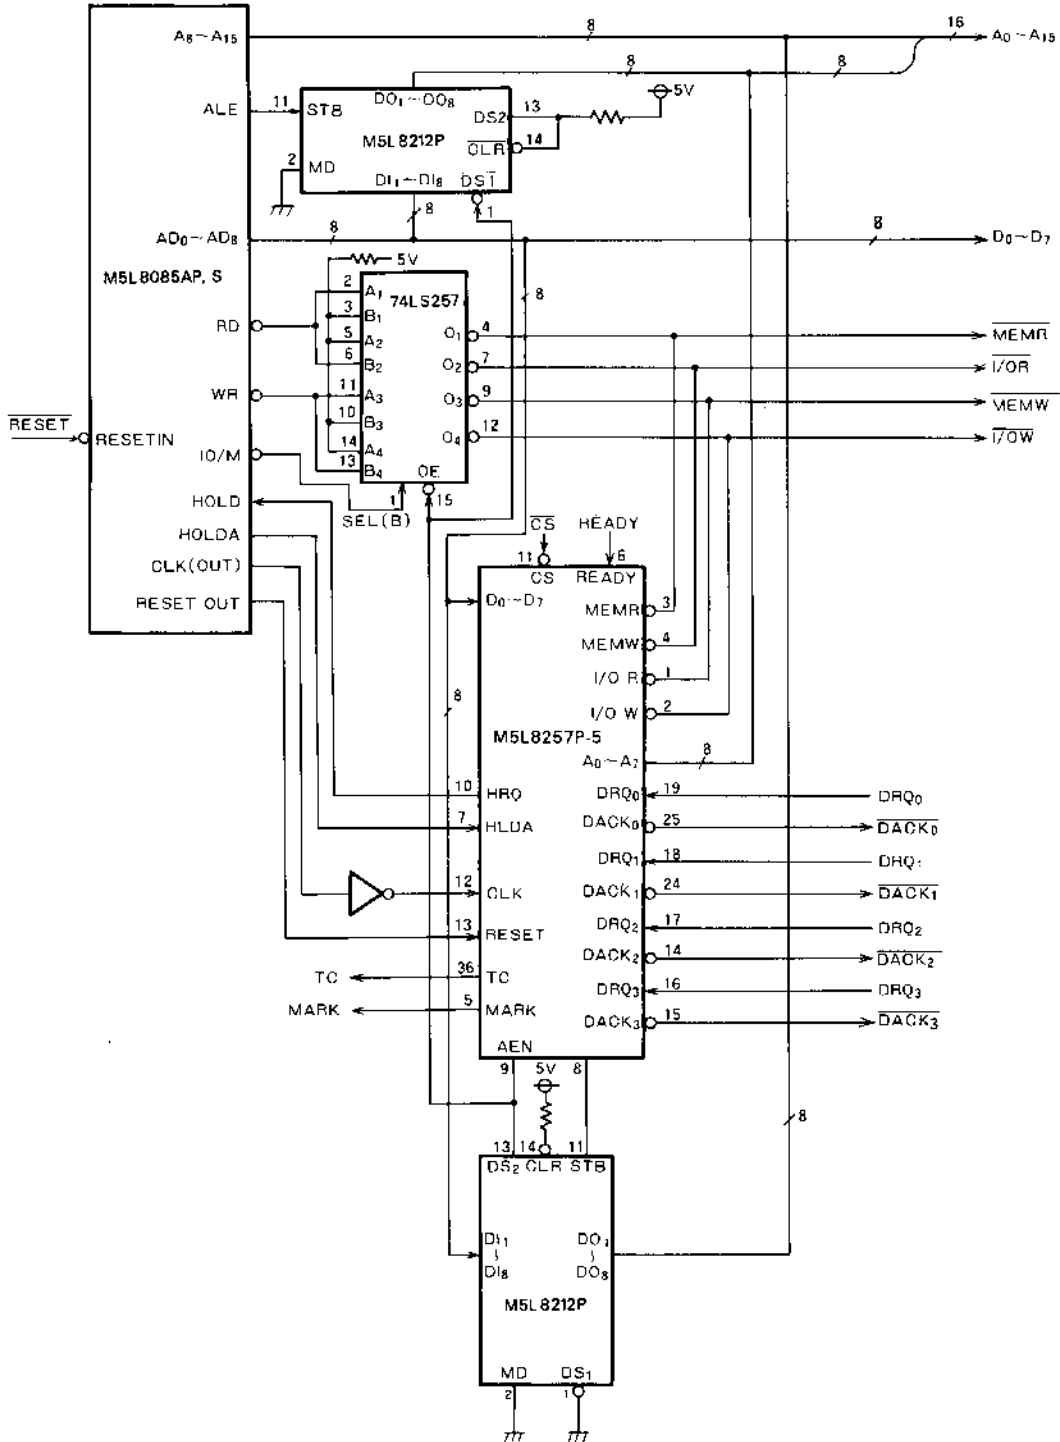 A8~A15
8
16
A0~A15
8
8
ALE
11
STB
DO1~DO8
DS2
13
5V
M5L8212P
CLR
14
2
MD
DI1~DI8
DS1
8
1
AD0~AD8
8
8
D0~D7
M5L8085AP, S
5V
2
A1
74LS257
8
3
B1
RD
5
A2
O1
4
MEMR
6
B2
O2
7
I/OR
WR
11
A3
O3
9
MEMW
10
B3
RESET
RESETIN
14
A4
O4
12
I/OW
IO/M
13
B4
OE
1
15
HOLD
SEL(B)
CS
READY
HOLDA
11
6
CLK(OUT)
CS
READY
RESET OUT
D0~D7
MEMR
3
MEMW
4
I/O R
1
8
I/O W
2
M5L8257P-5
A0~A7
8
10
HRQ
DRQ0
19
DRQ0
7
HLDA
DACK0
25
DACK0
DRQ1
18
DRQ1
12
CLK
DACK1
24
DACK1
13
RESET
DRQ2
17
DRQ2
DACK2
14
DACK2
TC
36
TC
DRQ3
16
DRQ3
MARK
5
MARK
DACK3
15
DACK3
AEN
9
5V
8
8
13
14
11
DS2
CLR
STB
DI1
~
DI8
DO1
~
DO8
M5L8212P
MD
DS1
2
1